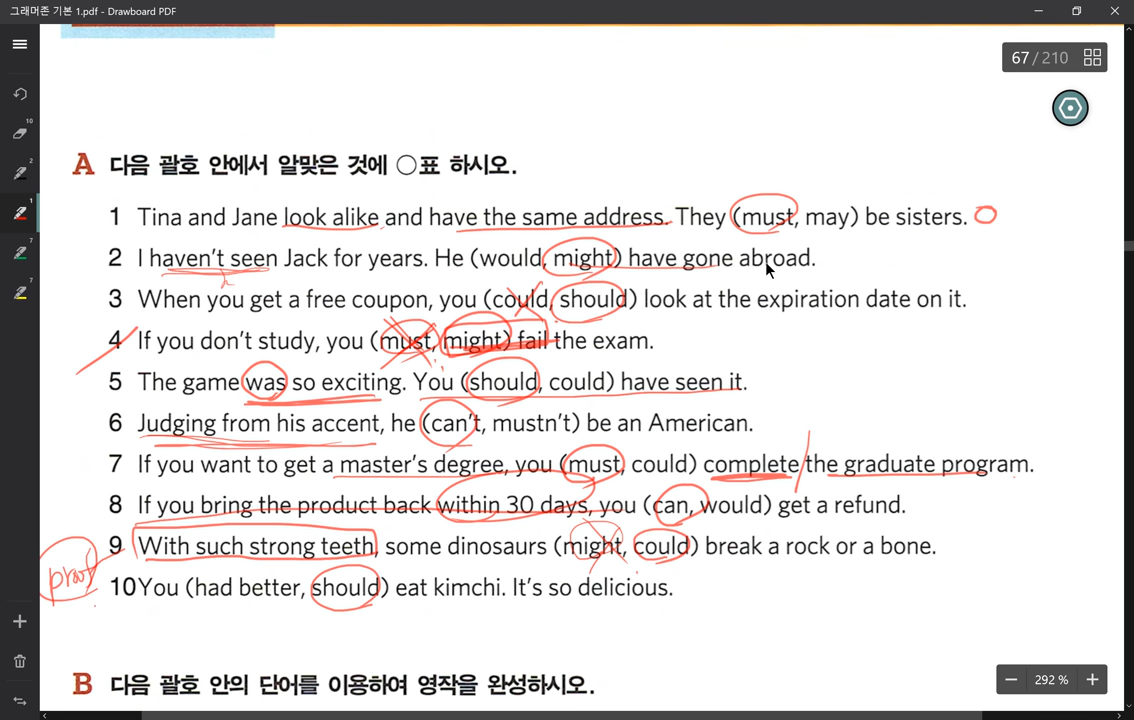 그래머존 기본 1.pdf - Drawboard PDF
67 / 210
10
2
1
7
7
A 다음 괄호 안에서 알맞은 것에 ○표 하시오.
1 Tina and Jane look alike and have the same address. They (must, may) be sisters.
2 I haven't seen Jack for years. He (would, might) have gone abroad.
3 When you get a free coupon, you (could, should) look at the expiration date on it.
4 If you don't study, you (must, might) fail the exam.
5 The game was so exciting. You (should, could) have seen it.
6 Judging from his accent, he (can't, mustn't) be an American.
7 If you want to get a master's degree, you (must, could) complete the graduate program.
8 If you bring the product back within 30 days, you (can, would) get a refund.
9 With such strong teeth, some dinosaurs (might, could) break a rock or a bone.
proof
10 You (had better, should) eat kimchi. It's so delicious.
B 다음 괄호 안의 단어를 이용하여 영작을 완성하시오.
292 %